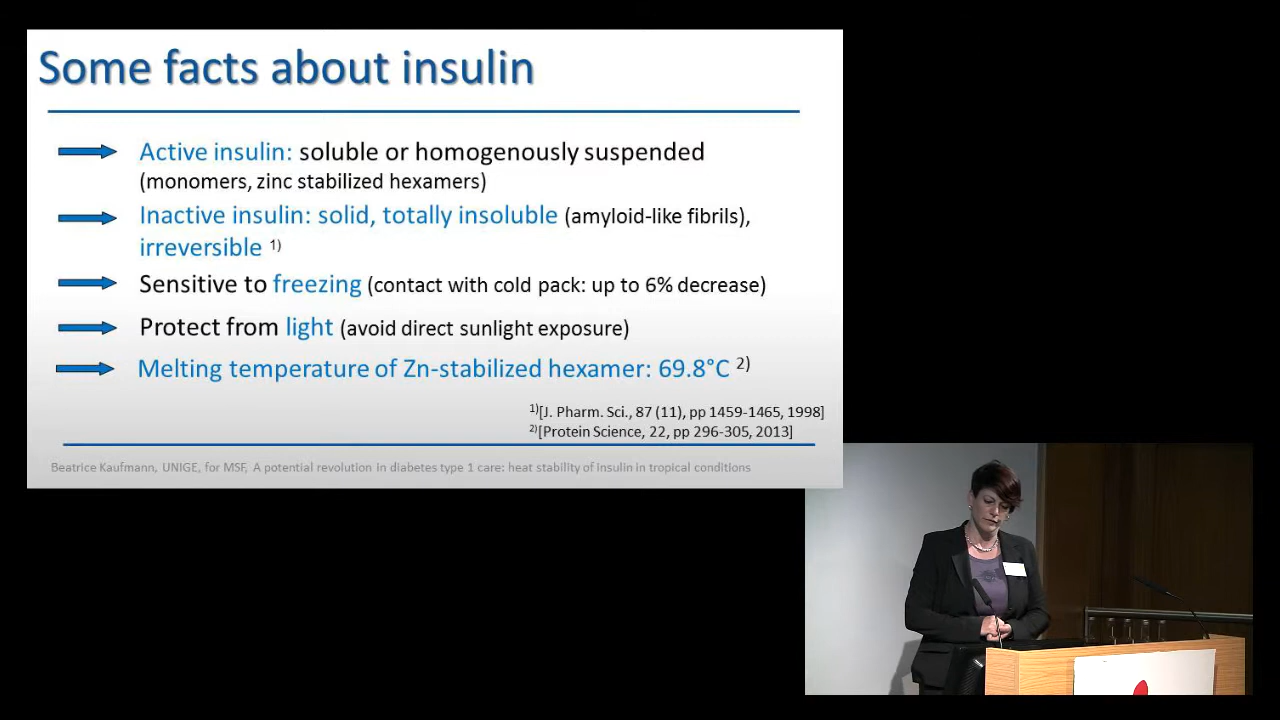 Some facts about insulin
Active insulin: soluble or homogenously suspended
(monomers, zinc stabilized hexamers)
Inactive insulin: solid, totally insoluble (amyloid-like fibrils),
irreversible 1)
Sensitive to freezing (contact with cold pack: up to 6% decrease)
Protect from light (avoid direct sunlight exposure)
Melting temperature of Zn-stabilized hexamer: 69.8°C 2)
1)[J. Pharm. Sci., 87 (11), pp 1459-1465, 1998]
2)[Protein Science, 22, pp 296-305, 2013]
Beatrice Kaufmann, UNIGE, for MSF, A potential revolution in diabetes type 1 care: heat stability of insulin in tropical conditions